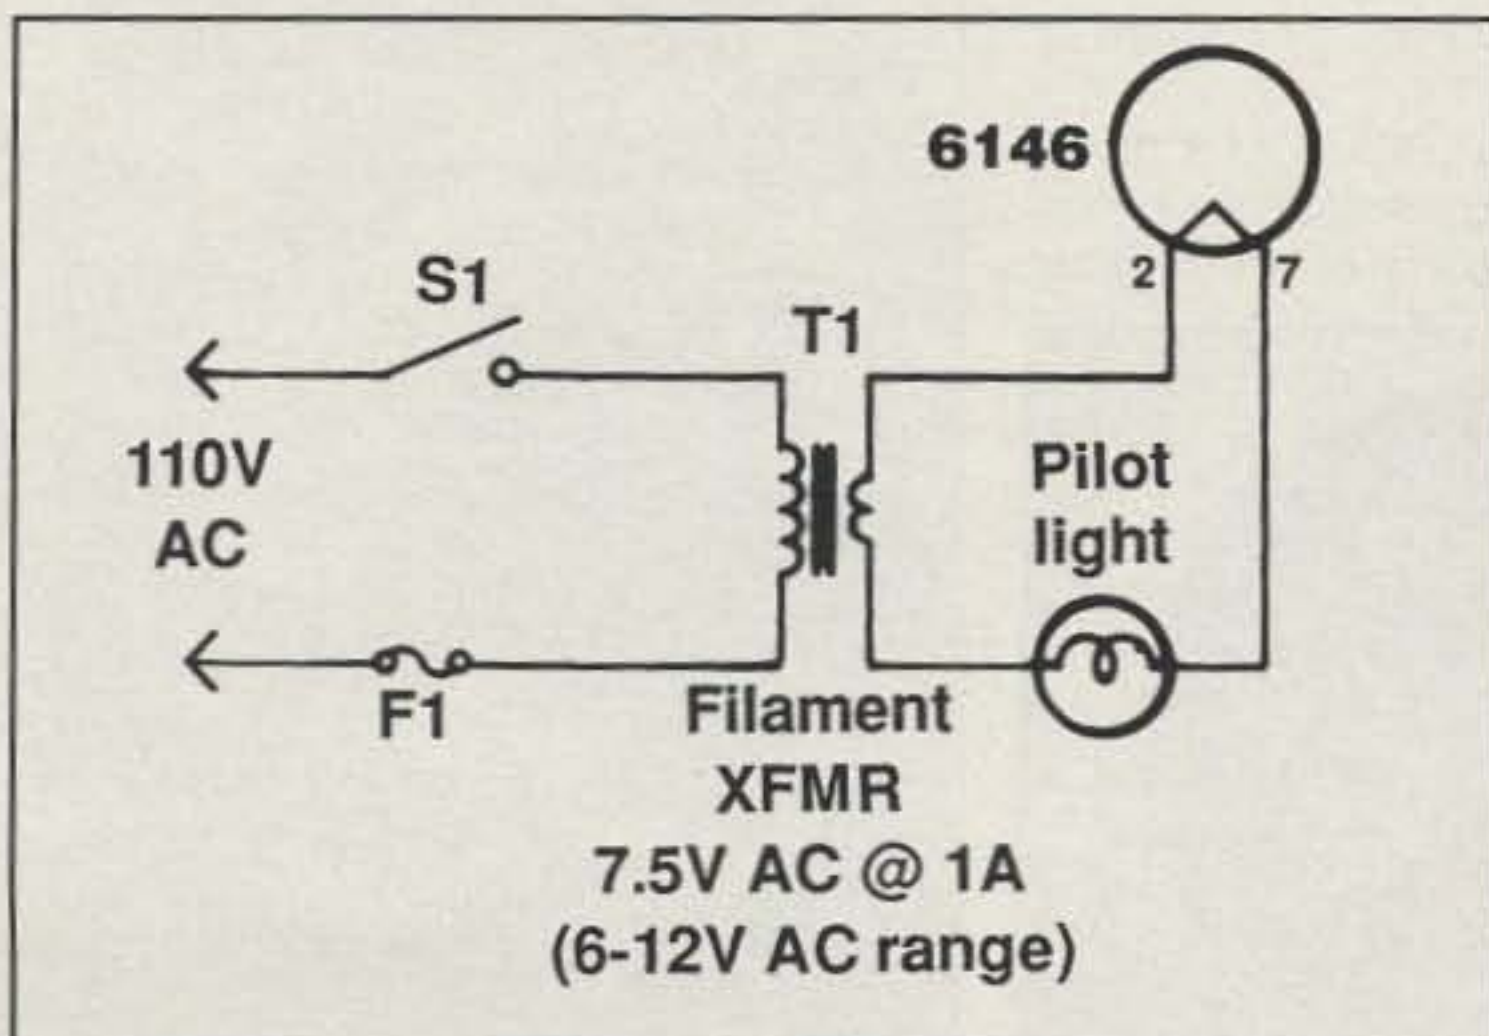 6146
2
7
S1
T1
110V
AC
Pilot
light
F1
Filament
XFMR
7.5V AC @ 1A
(6-12V AC range)